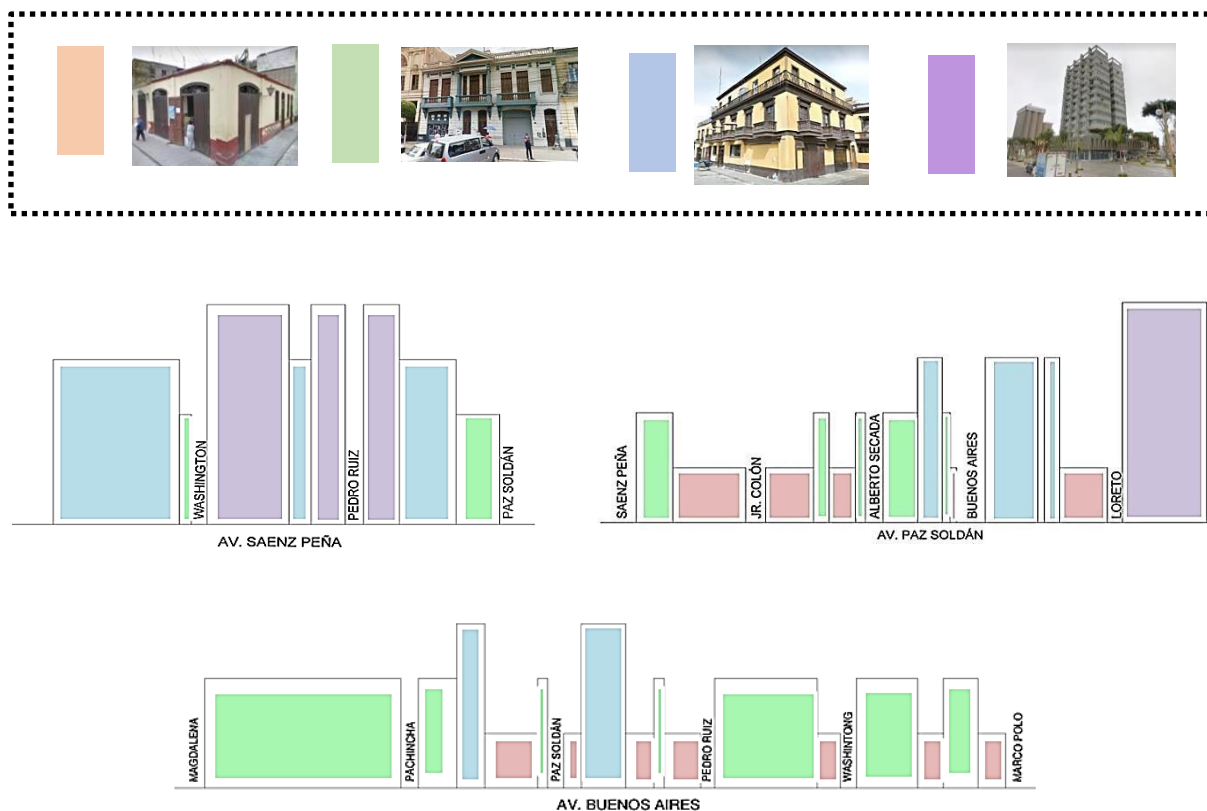 WASHINGTON
PEDRO RUIZ
PAZ SOLDÁN
AV. SAENZ PEÑA
SAENZ PEÑA
JR. COLÓN
ALBERTO SECADA
BUENOS AIRES
LORETO
AV. PAZ SOLDÁN
MAGDALENA
PACHINCHA
PAZ SOLDÁN
PEDRO RUIZ
WASHINTONG
MARCO POLO
AV. BUENOS AIRES